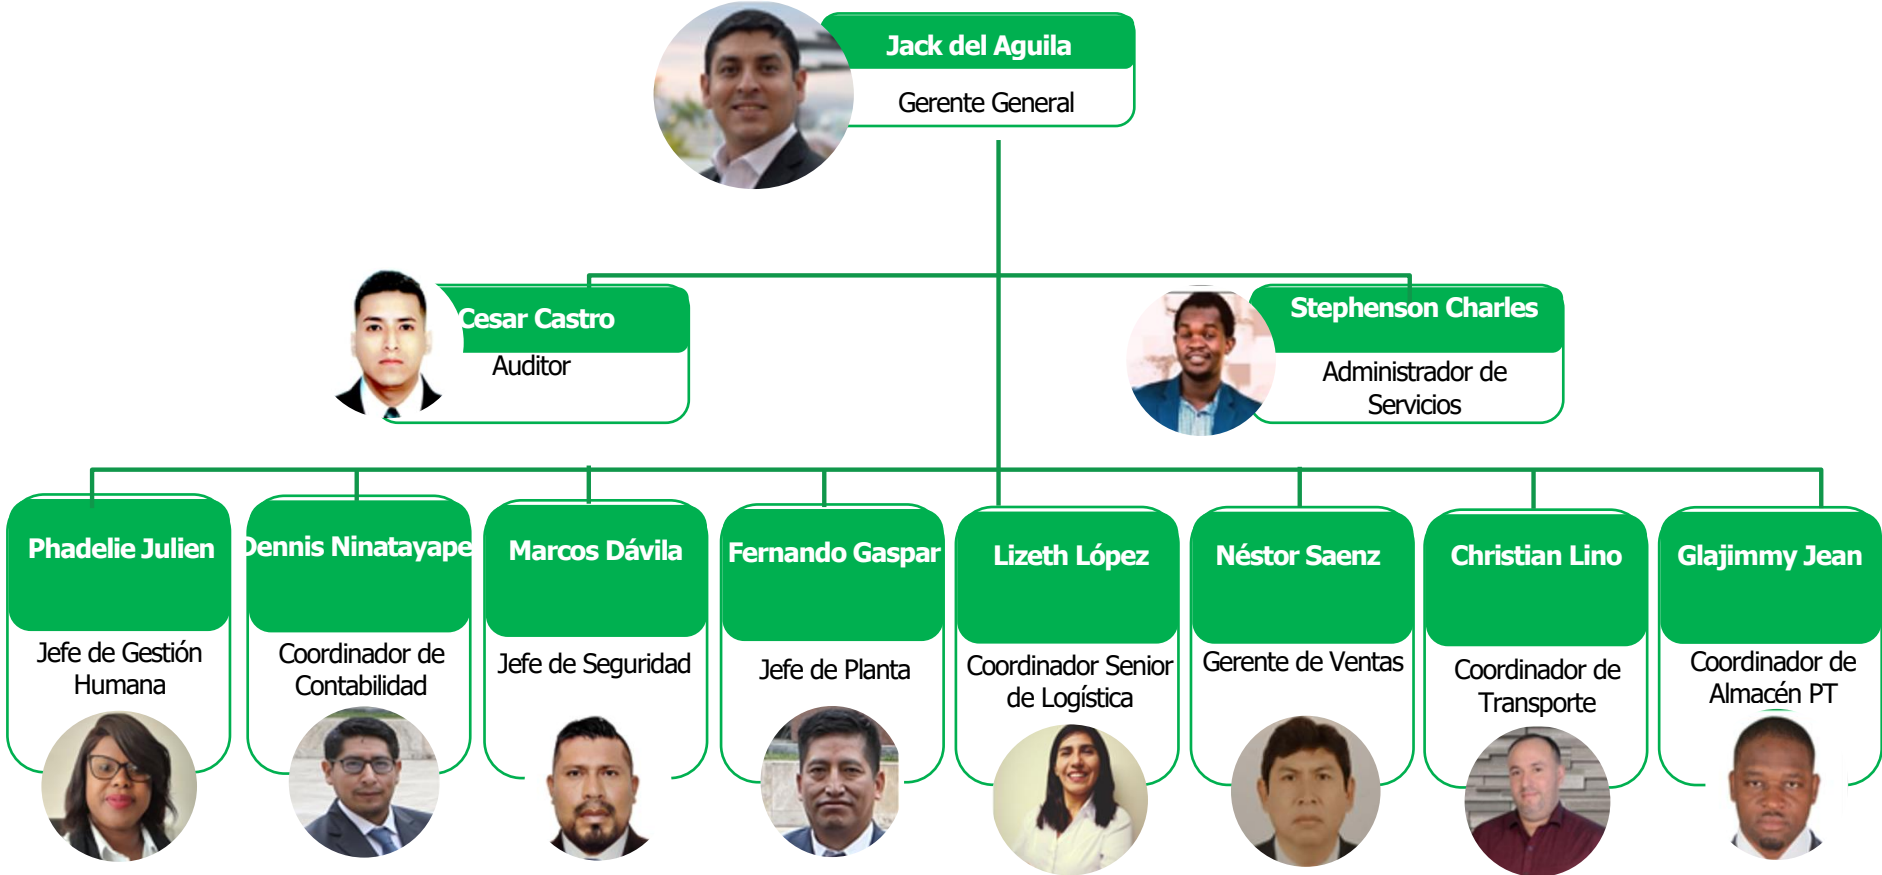 Jack del Aguila
Gerente General
Cesar Castro
Auditor
Stephenson Charles
Administrador de
Servicios
Phadelie Julien
Jefe de Gestión
Humana
Dennis Ninatayape
Coordinador de
Contabilidad
Marcos Dávila
Jefe de Seguridad
Fernando Gaspar
Jefe de Planta
Lizeth López
Coordinador Senior
de Logística
Néstor Saenz
Gerente de Ventas
Christian Lino
Coordinador de
Transporte
Glajimmy Jean
Coordinador de
Almacén PT